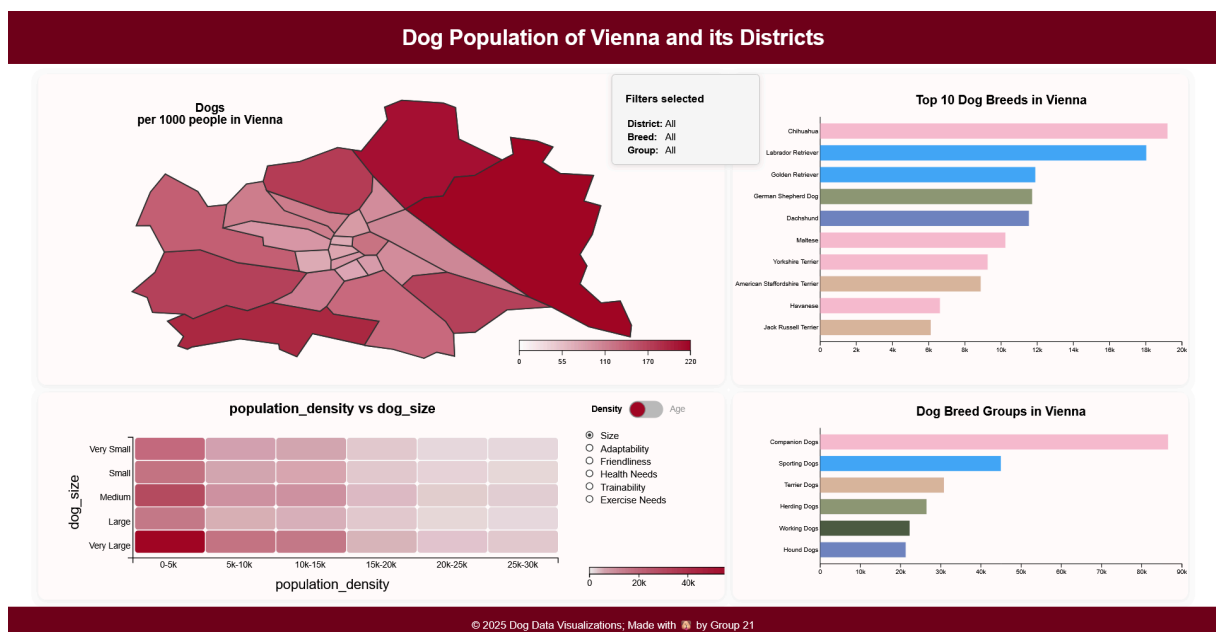 Dog Population of Vienna and its Districts
Dogs
per 1000 people in Vienna
0 55 110 170 220
Filters selected
District: All
Breed: All
Group: All
Top 10 Dog Breeds in Vienna
Chihuahua
Labrador Retriever
Golden Retriever
German Shepherd Dog
Dachshund
Maltese
Yorkshire Terrier
American Staffordshire Terrier
Havanese
Jack Russell Terrier
0 2k 4k 6k 8k 10k 12k 14k 16k 18k 20k
population_density vs dog_size
dog_size
Very Small
Small
Medium
Large
Very Large
0-5k 5k-10k 10k-15k 15k-20k 20k-25k 25k-30k
population_density
Density Age
Size
Adaptability
Friendliness
Health Needs
Trainability
Exercise Needs
0 20k 40k
Dog Breed Groups in Vienna
Companion Dogs
Sporting Dogs
Terrier Dogs
Herding Dogs
Working Dogs
Hound Dogs
0 10k 20k 30k 40k 50k 60k 70k 80k 90k
© 2025 Dog Data Visualizations; Made with by Group 21